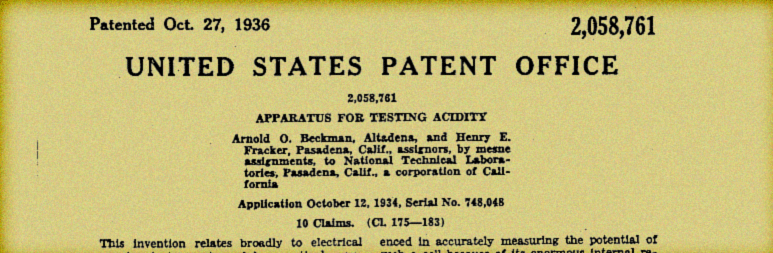 Patented Oct. 27, 1936 2,058,761
UNITED STATES PATENT OFFICE
2,058,761
APPARATUS FOR TESTING ACIDITY
Arnold O. Beckman, Altadena, and Henry E.
Fracker, Pasadena, Calif., assignors, by mesne
assignments, to National Technical Labora-
tories, Pasadena, Calif., a corporation of Cali-
fornia
Application October 12, 1934, Serial No. 748,048
10 Claims. (Cl. 175—183)
This invention relates broadly to electrical
enced in accurately measuring the potential of